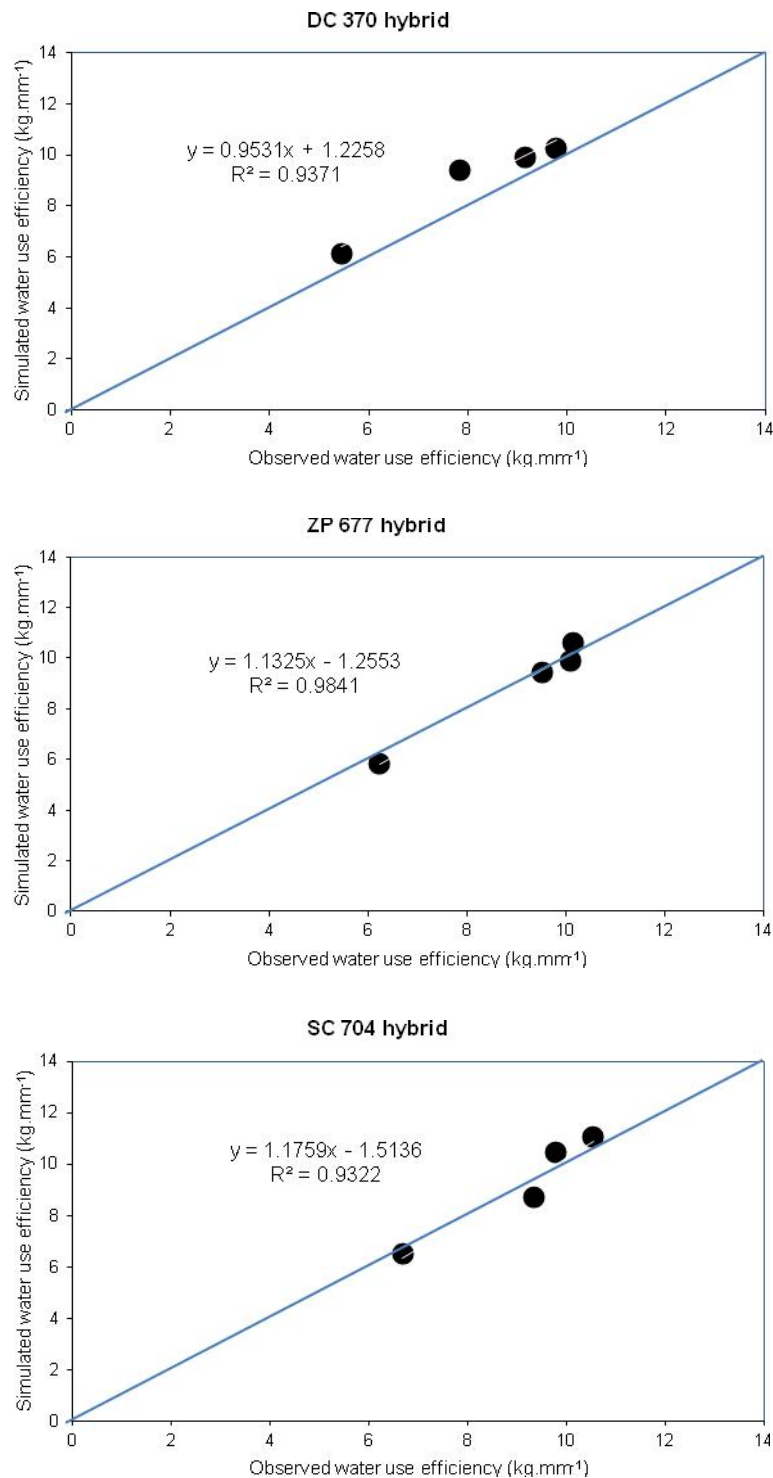 DC 370 hybrid
Simulated water use efficiency (kg.mm-1)
14
12
10
8
6
4
2
0
y = 0.9531x + 1.2258
R² = 0.9371
0 2 4 6 8 10 12 14
Observed water use efficiency (kg.mm-1)
ZP 677 hybrid
Simulated water use efficiency (kg.mm-1)
14
12
10
8
6
4
2
0
y = 1.1325x - 1.2553
R² = 0.9841
0 2 4 6 8 10 12 14
Observed water use efficiency (kg.mm-1)
SC 704 hybrid
Simulated water use efficiency (kg.mm-1)
14
12
10
8
6
4
2
0
y = 1.1759x - 1.5136
R² = 0.9322
0 2 4 6 8 10 12 14
Observed water use efficiency (kg.mm-1)